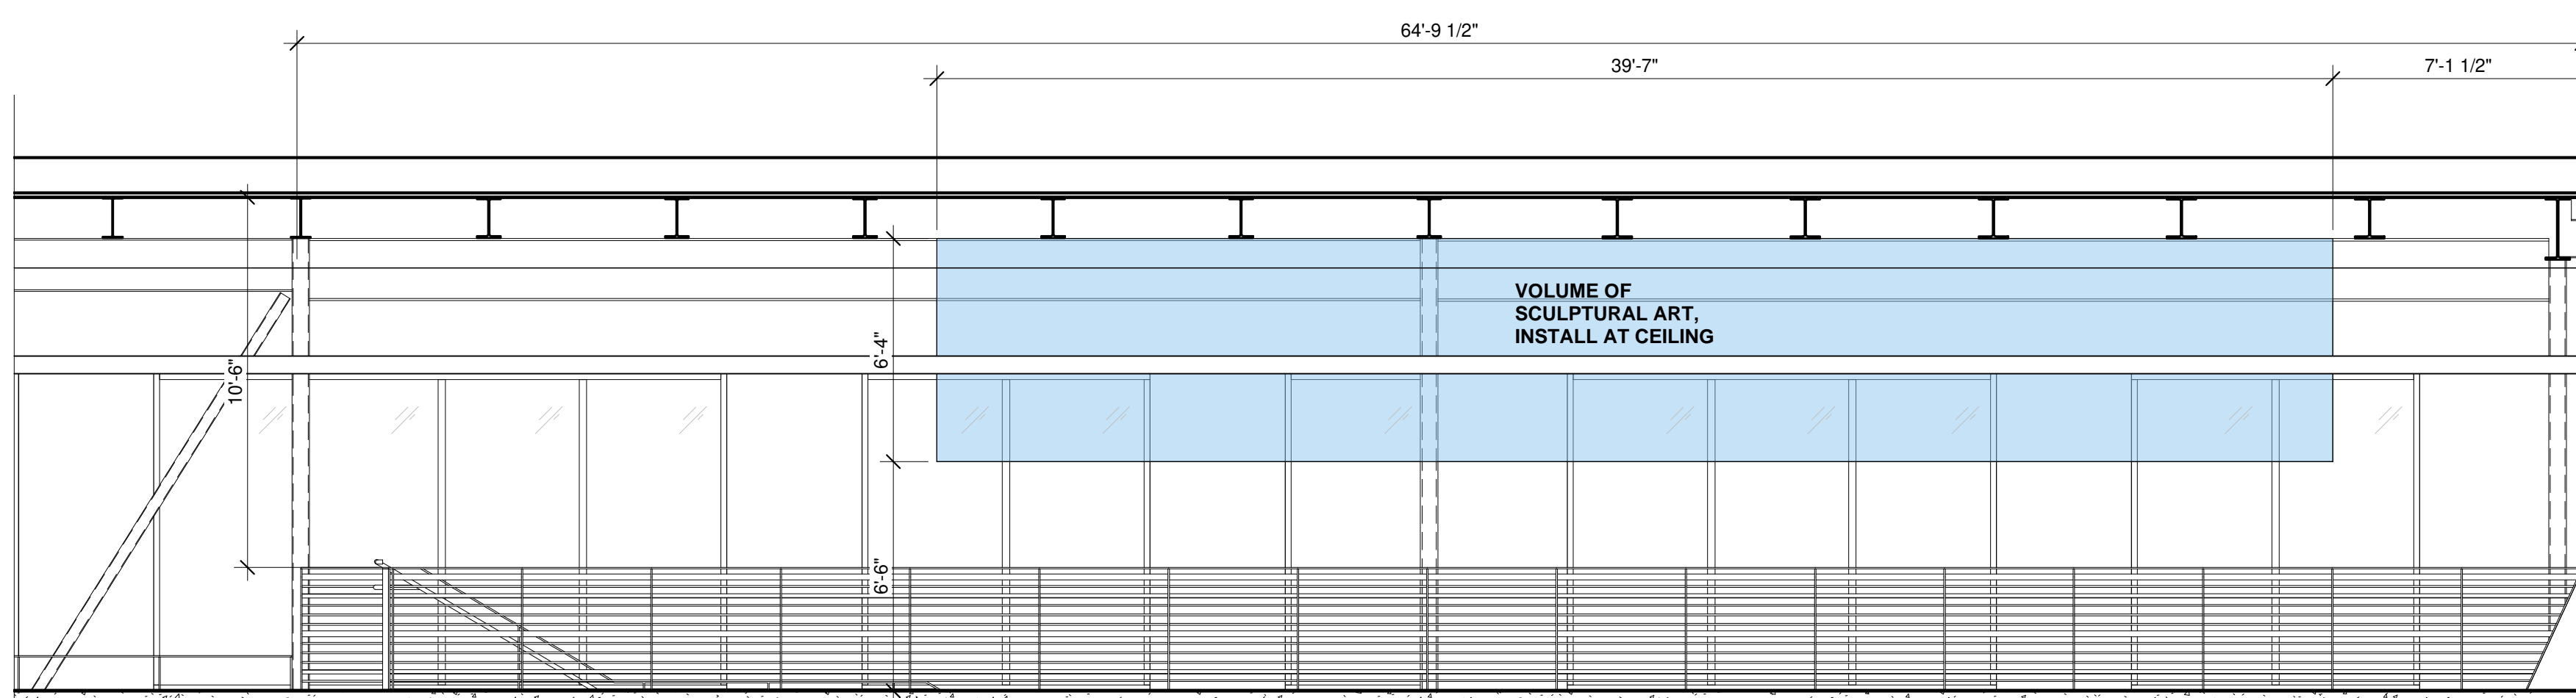 64'-9 1/2"
39'-7"
7'-1 1/2"
VOLUME OF
SCULPTURAL ART,
INSTALL AT CEILING
10'-6"
6'-4"
6'-6"